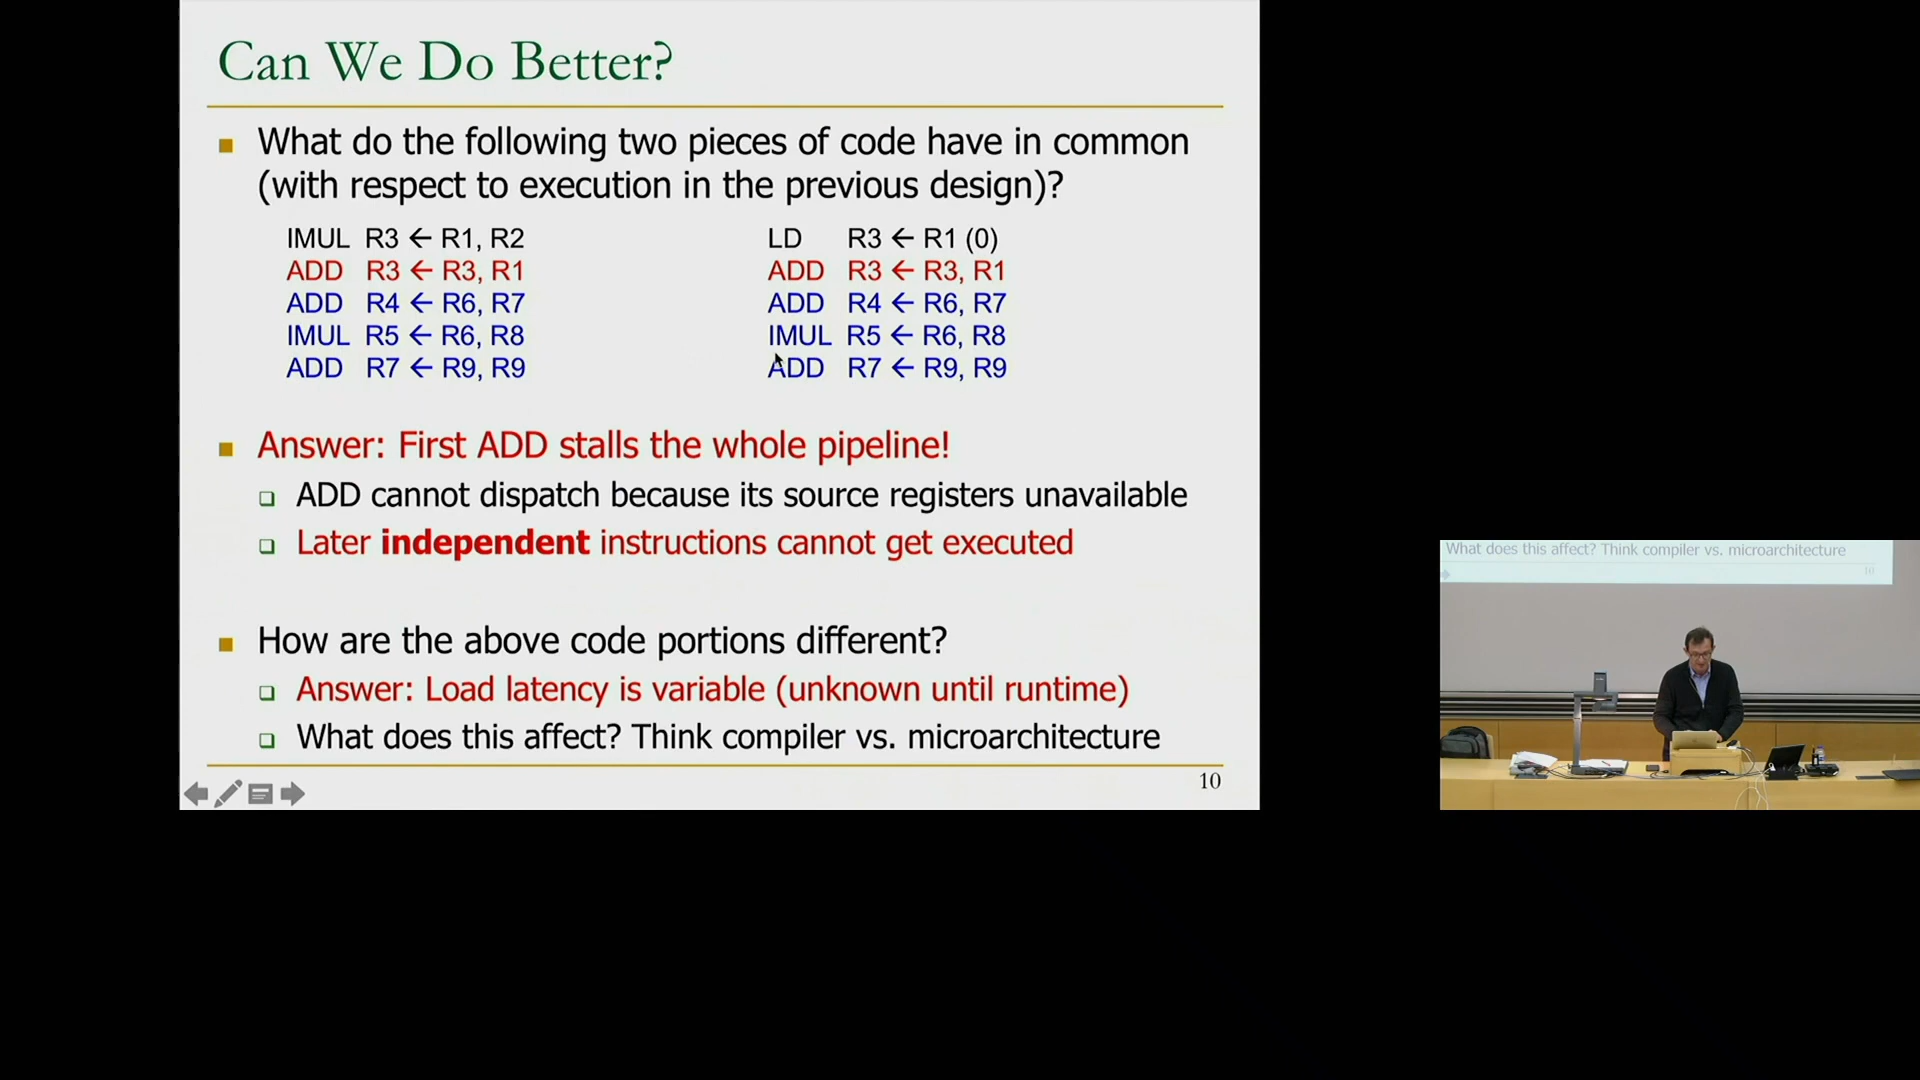 Can We Do Better?
What do the following two pieces of code have in common
(with respect to execution in the previous design)?
IMUL R3 ← R1, R2
ADD R3 ← R3, R1
ADD R4 ← R6, R7
IMUL R5 ← R6, R8
ADD R7 ← R9, R9
LD R3 ← R1 (0)
ADD R3 ← R3, R1
ADD R4 ← R6, R7
IMUL R5 ← R6, R8
ADD R7 ← R9, R9
Answer: First ADD stalls the whole pipeline!
ADD cannot dispatch because its source registers unavailable
Later independent instructions cannot get executed
How are the above code portions different?
Answer: Load latency is variable (unknown until runtime)
What does this affect? Think compiler vs. microarchitecture
10
What does this affect? Think compiler vs. microarchitecture
10